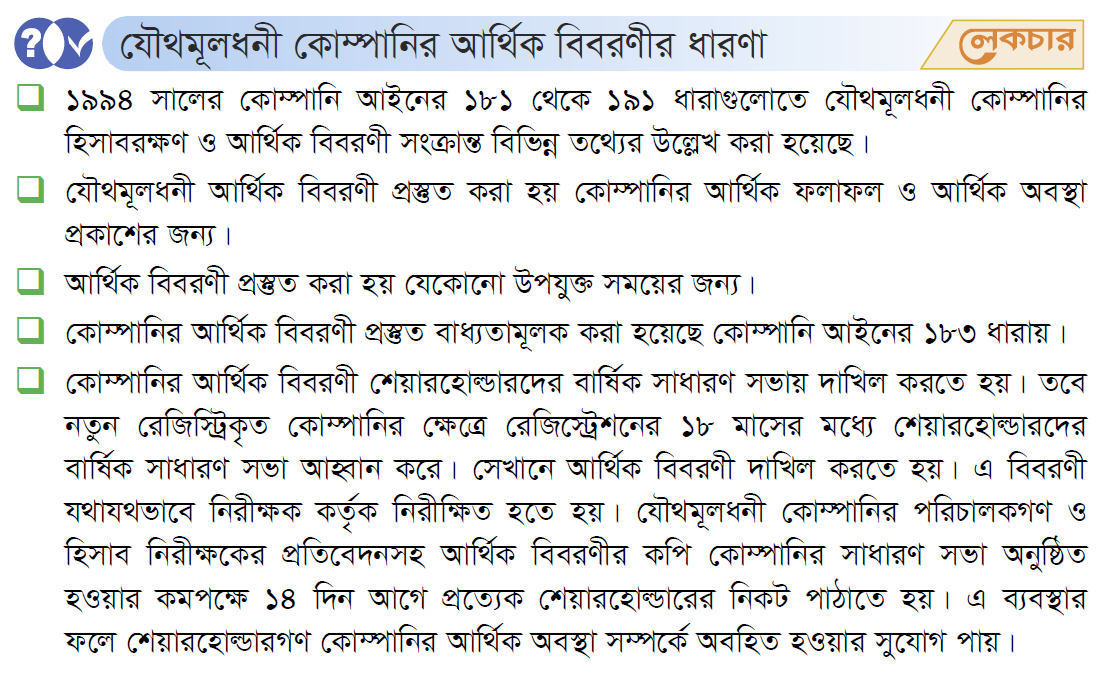 যৌথমূলধনী কোম্পানির আর্থিক বিবরণীর ধারণা
লেকচার
১৯৯৪ সালের কোম্পানি আইনের ১৮১ থেকে ১৯১ ধারাগুলোতে যৌথমূলধনী কোম্পানির
হিসাবরক্ষণ ও আর্থিক বিবরণী সংক্রান্ত বিভিন্ন তথ্যের উল্লেখ করা হয়েছে।
যৌথমূলধনী আর্থিক বিবরণী প্রস্তুত করা হয় কোম্পানির আর্থিক ফলাফল ও আর্থিক অবস্থা
প্রকাশের জন্য।
আর্থিক বিবরণী প্রস্তুত করা হয় যেকোনো উপযুক্ত সময়ের জন্য।
কোম্পানির আর্থিক বিবরণী প্রস্তুত বাধ্যতামূলক করা হয়েছে কোম্পানি আইনের ১৮৩ ধারায়।
কোম্পানির আর্থিক বিবরণী শেয়ারহোল্ডারদের বার্ষিক সাধারণ সভায় দাখিল করতে হয়। তবে
নতুন রেজিস্ট্রিকৃত কোম্পানির ক্ষেত্রে রেজিস্ট্রেশনের ১৮ মাসের মধ্যে শেয়ারহোল্ডারদের
বার্ষিক সাধারণ সভা আহ্বান করে। সেখানে আর্থিক বিবরণী দাখিল করতে হয়। এ বিবরণী
যথাযথভাবে নিরীক্ষক কর্তৃক নিরীক্ষিত হতে হয়। যৌথমূলধনী কোম্পানির পরিচালকগণ ও
হিসাব নিরীক্ষকের প্রতিবেদনসহ আর্থিক বিবরণীর কপি কোম্পানির সাধারণ সভা অনুষ্ঠিত
হওয়ার কমপক্ষে ১৪ দিন আগে প্রত্যেক শেয়ারহোল্ডারের নিকট পাঠাতে হয়। এ ব্যবস্থার
ফলে শেয়ারহোল্ডারগণ কোম্পানির আর্থিক অবস্থা সম্পর্কে অবহিত হওয়ার সুযোগ পায়।